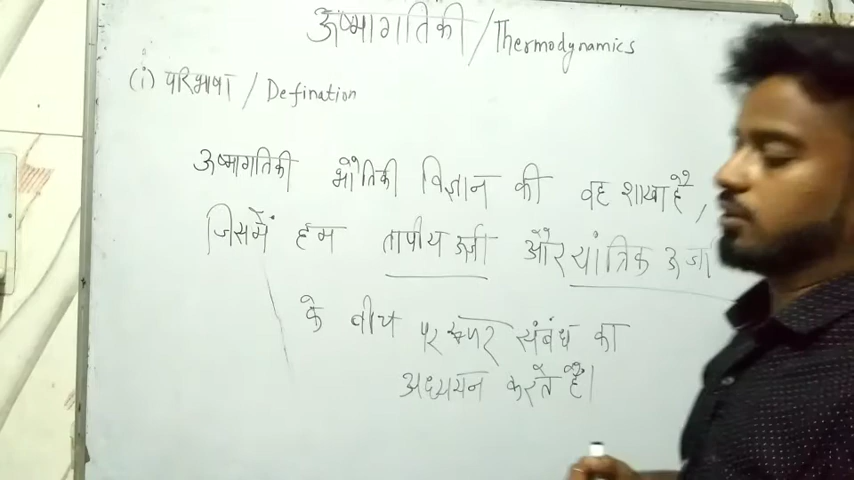 ऊष्मागतिकी / Thermodynamics
(i) परिभाषा / Defination
ऊष्मागतिकी भौतिकी विज्ञान की वह शाखा है,
जिसमें हम तापीय ऊर्जा और यांत्रिक ऊर्जा
के बीच परस्पर संबंध का
अध्ययन करते हैं।